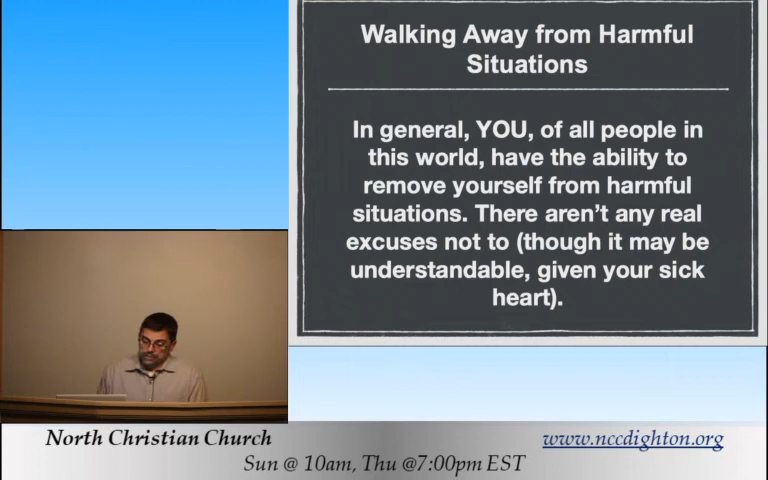 Walking Away from Harmful
Situations
In general, YOU, of all people in
this world, have the ability to
remove yourself from harmful
situations. There aren't any real
excuses not to (though it may be
understandable, given your sick
heart).
North Christian Church
www.nccdighton.org
Sun @ 10am, Thu @7:00pm EST